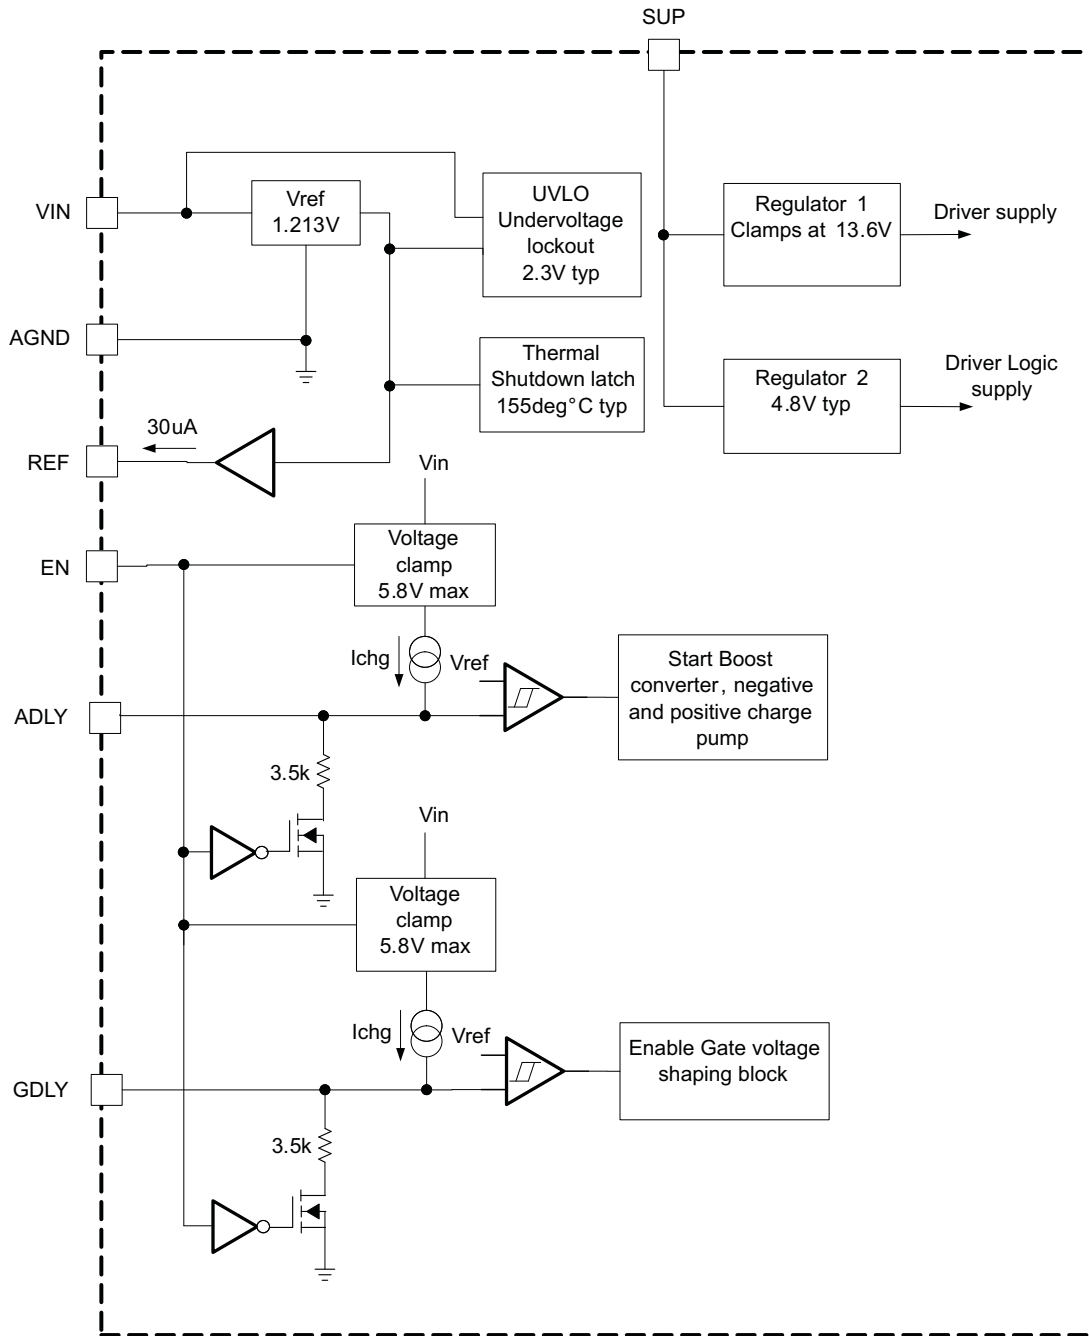 SUP
VIN
Vref
1.213V
UVLO
Undervoltage
lockout
2.3V typ
Regulator 1
Clamps at 13.6V
Driver supply
AGND
Thermal
Shutdown latch
155deg°C typ
Regulator 2
4.8V typ
Driver Logic
supply
30uA
REF
Vin
EN
Voltage
clamp
5.8V max
Ichg
Vref
Start Boost
converter, negative
and positive charge
pump
ADLY
3.5k
Vin
Voltage
clamp
5.8V max
Ichg
Vref
Enable Gate voltage
shaping block
GDLY
3.5k